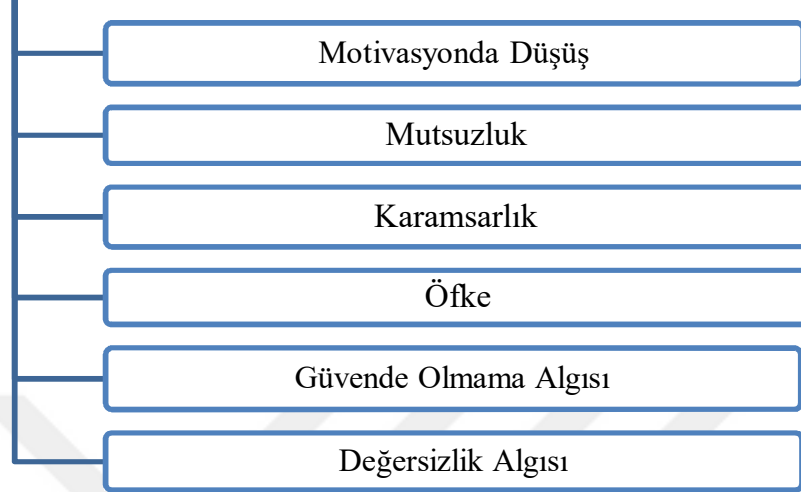 Motivasyonda Düşüş
Mutsuzluk
Karamsarlık
Öfke
Güvende Olmama Algısı
Değersizlik Algısı